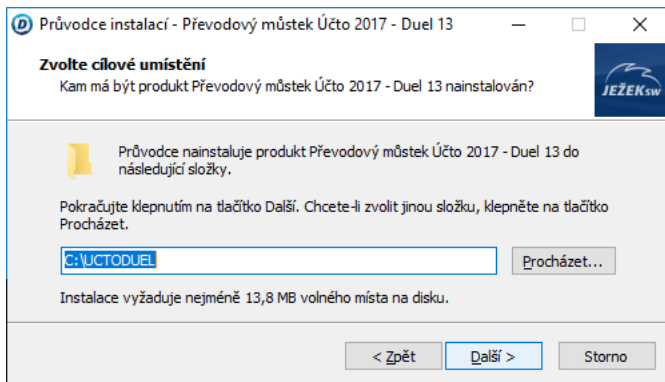 Průvodce instalací - Převodový můstek Účto 2017 - Duel 13
Zvolte cílové umístění
Kam má být produkt Převodový můstek Účto 2017 - Duel 13 nainstalován?
JEŽEKSW
Průvodce nainstaluje produkt Převodový můstek Účto 2017 - Duel 13 do
následující složky.
Pokračujte klepnutím na tlačítko Další. Chcete-li zvolit jinou složku, klepněte na tlačítko
Procházet.
C:\UCTODUEL
Procházet...
Instalace vyžaduje nejméně 13,8 MB volného místa na disku.
< Zpět
Další >
Storno